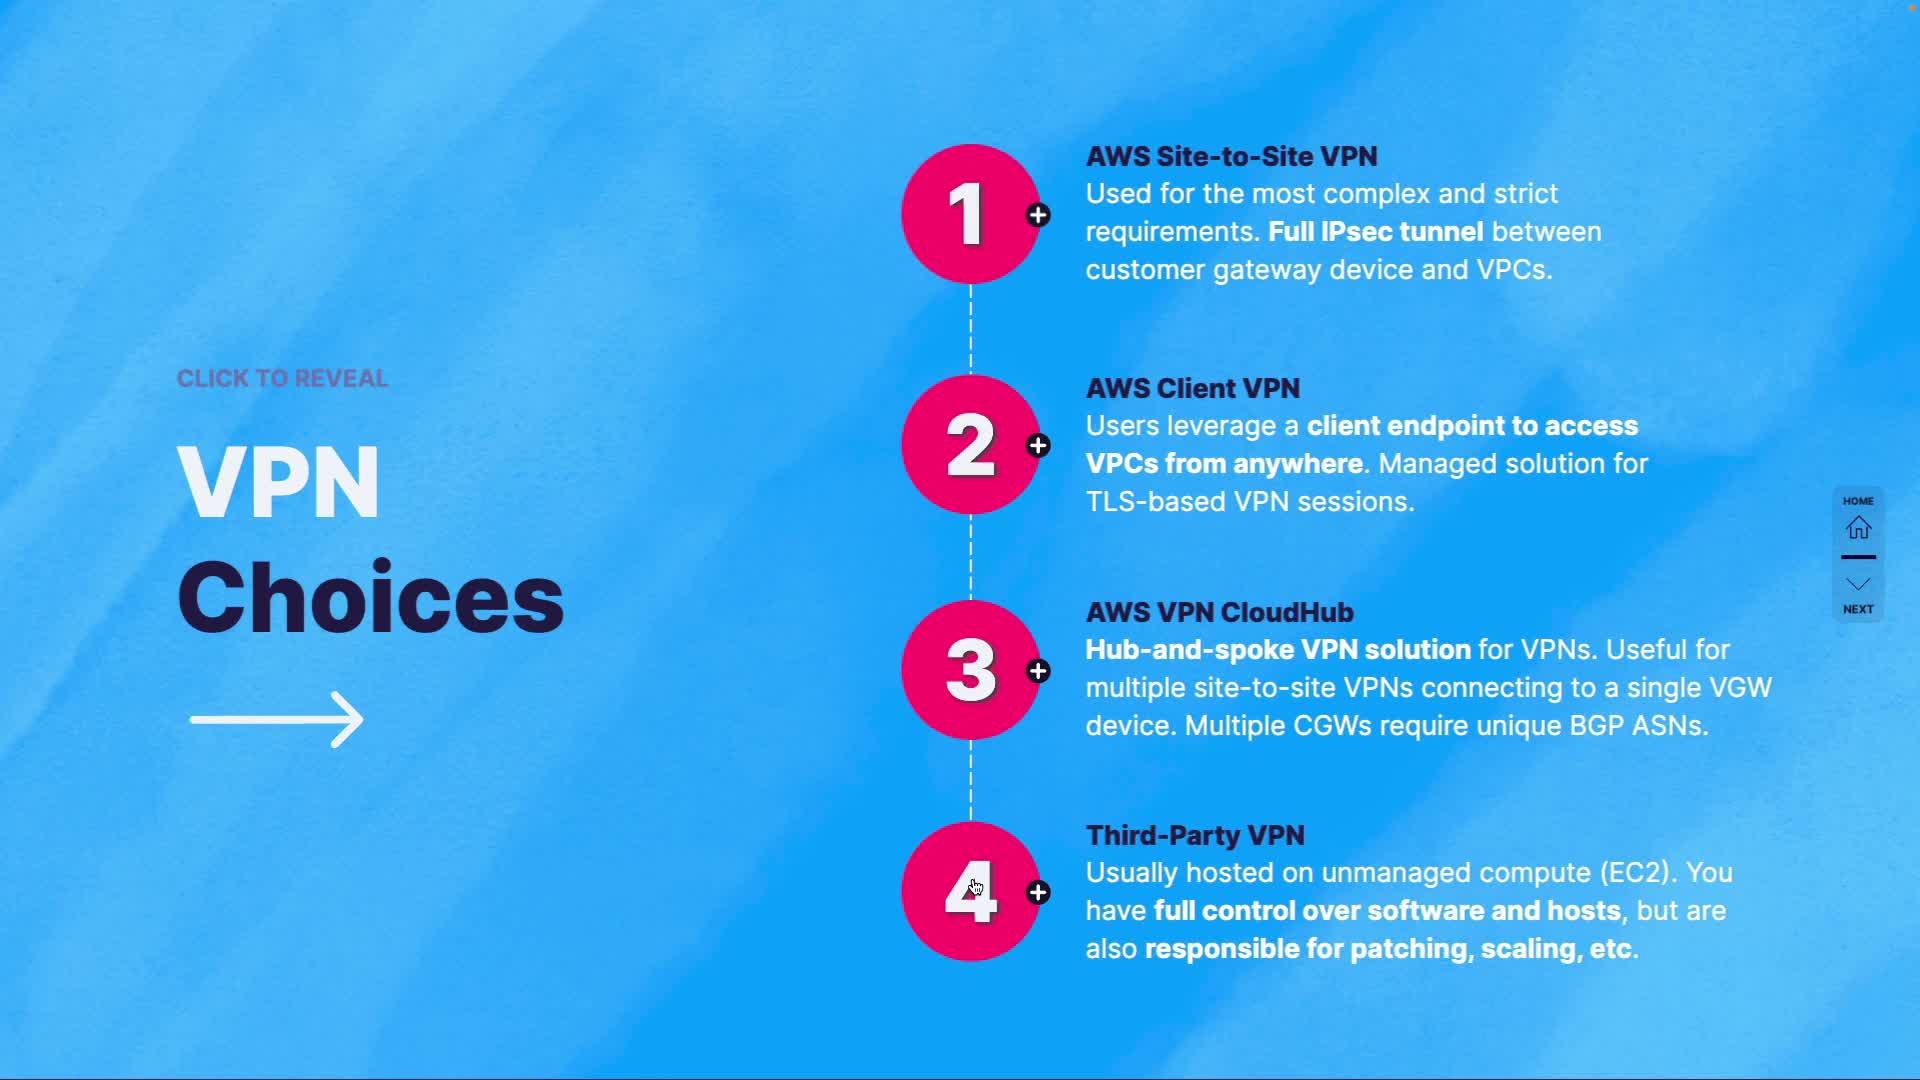 CLICK TO REVEAL
VPN
Choices
1
AWS Site-to-Site VPN
Used for the most complex and strict
requirements. Full IPsec tunnel between
customer gateway device and VPCs.
2
AWS Client VPN
Users leverage a client endpoint to access
VPCs from anywhere. Managed solution for
TLS-based VPN sessions.
3
AWS VPN CloudHub
Hub-and-spoke VPN solution for VPNs. Useful for
multiple site-to-site VPNs connecting to a single VGW
device. Multiple CGWs require unique BGP ASNs.
4
Third-Party VPN
Usually hosted on unmanaged compute (EC2). You
have full control over software and hosts, but are
also responsible for patching, scaling, etc.
HOME
NEXT